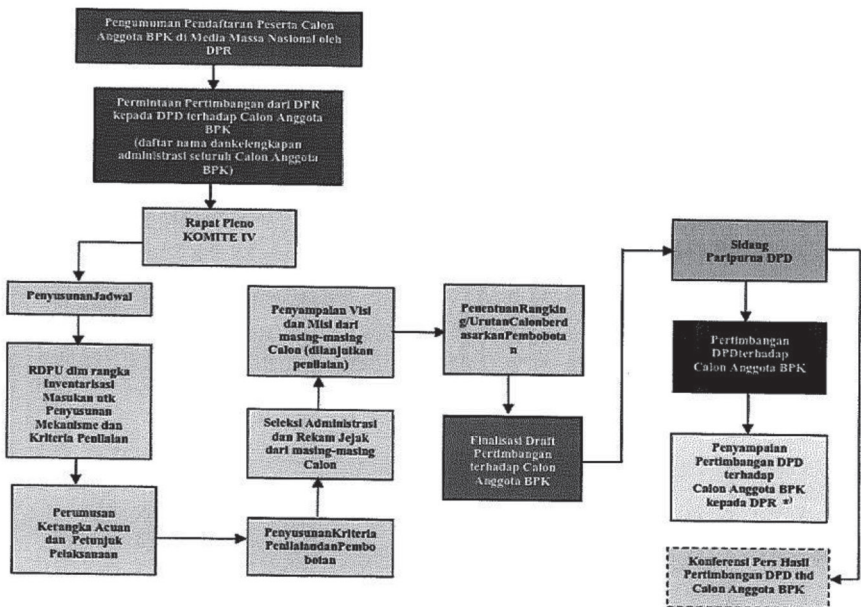 Pengumuman Pendaftaran Peserta Calon
Anggota BPK di Media Massa Nasional oleh
DPR
Permintaan Pertimbangan dari DPR
kepada DPD terhadap Calon Anggota
BPK
(daftar nama dankelengkapan
administrasi seluruh Calon Anggota
BPK)
Rapat Pleno
KOMITE IV
PenyusunanJadwal
RDPU dlm rangka
Inventarisasi
Masukan utk
Penyusunan
Mekanisme dan
Kriteria Penilaian
Perumusan
Kerangka Acuan
dan Petunjuk
Pelaksanaan
PenyusunanKriteria
PenilaiandanPembo
botan
Seleksi Administrasi
dan Rekam Jejak
dari masing-masing
Calon
Penyampaian Visi
dan Misi dari
masing-masing
Calon (dilanjutkan
penilaian)
PenentuanRangkin
g/UrutanCalonberd
asarkanPembobota
n
Finalisasi Draft
Pertimbangan
terhadap Calon
Anggota BPK
Sidang
Paripurna DPD
Pertimbangan
DPDterhadap
Calon Anggota BPK
Penyampaian
Pertimbangan DPD
terhadap
Calon Anggota BPK
kepada DPR *)
Konferensi Pers Hasil
Pertimbangan DPD thd
Calon Anggota BPK